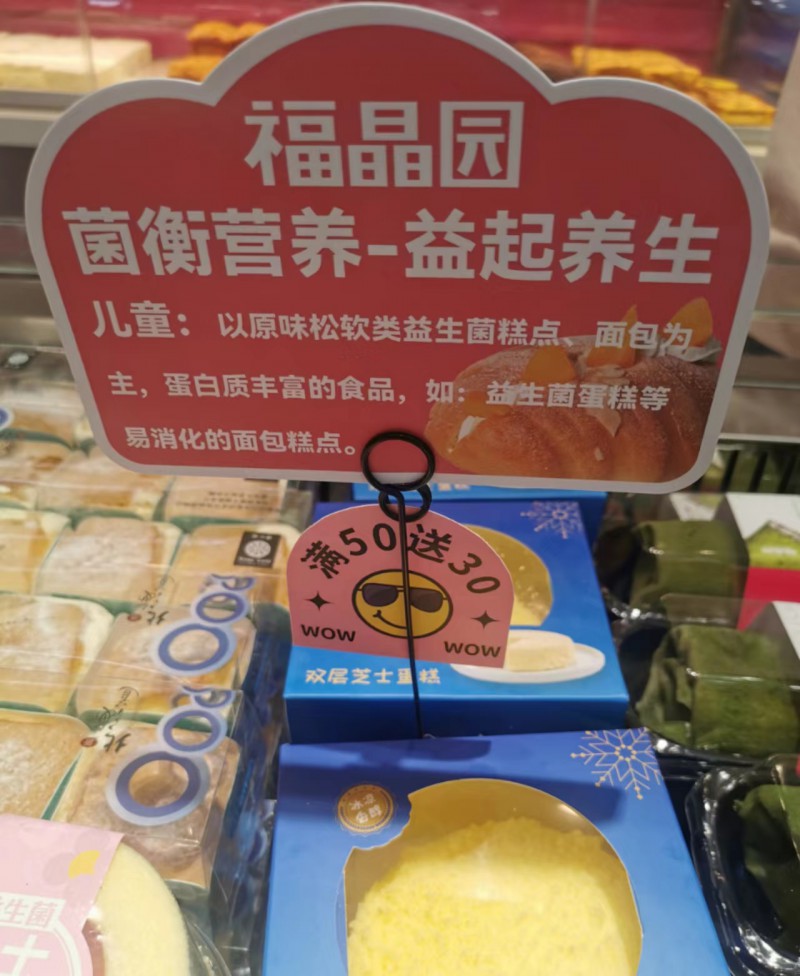 福晶园
菌衡营养-益起养生
儿童：以原味松软类益生菌糕点、面包为
主，蛋白质丰富的食品，如：益生菌蛋糕等
易消化的面包糕点。
满50送30
WOW
WOW
双层芝士蛋糕
生菌